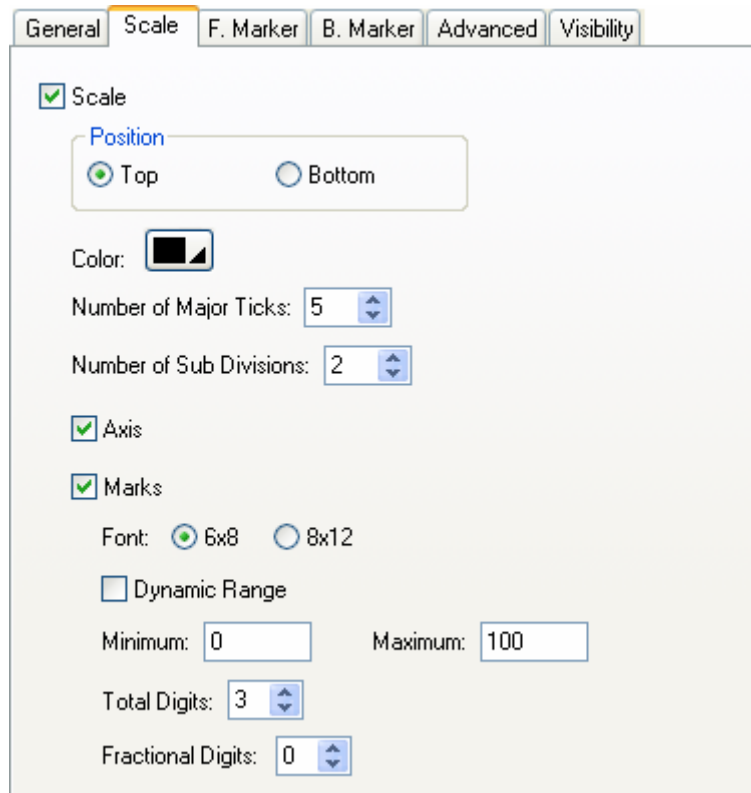 General Scale F. Marker B. Marker Advanced Visibility
Scale
Position
Top Bottom
Color:
Number of Major Ticks: 5
Number of Sub Divisions: 2
Axis
Marks
Font: 6x8 8x12
Dynamic Range
Minimum: 0 Maximum: 100
Total Digits: 3
Fractional Digits: 0